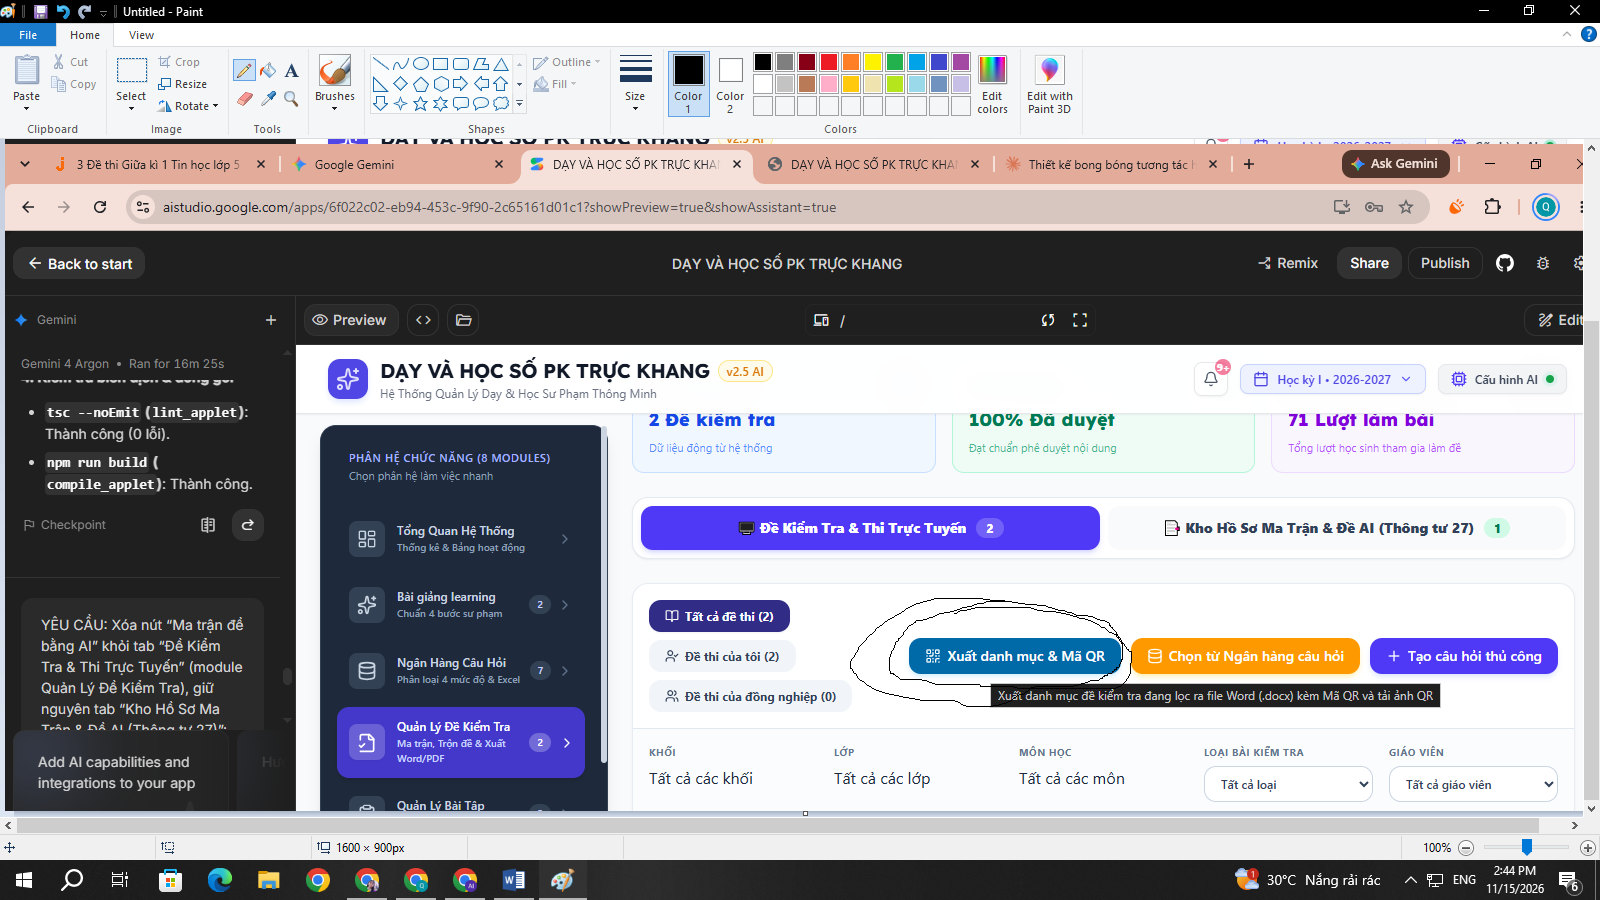 Untitled - Paint
File
Home
View
Paste
Cut
Copy
Clipboard
Select
Crop
Resize
Rotate
Image
Tools
Brushes
Shapes
Outline
Fill
Size
Color 1
Color 2
Colors
Edit colors
Edit with Paint 3D
3 Đề thi Giữa kì 1 Tin học lớp 5
Google Gemini
DẠY VÀ HỌC SỐ PK TRỰC KHAN
DẠY VÀ HỌC SỐ PK TRỰC KHAN
Thiết kế bong bóng tương tác
Ask Gemini
aistudio.google.com/apps/6f022c02-eb94-453c-9f90-2c65161d01c1?showPreview=true&showAssistant=true
Q
Back to start
DẠY VÀ HỌC SỐ PK TRỰC KHANG
Remix
Share
Publish
Gemini
Preview
/
Edit
Gemini 4 Argon • Ran for 16m 25s
4. Kiểm tra biên dịch & đóng gói:
tsc --noEmit (lint_applet):
Thành công (0 lỗi).
npm run build (
compile_applet): Thành công.
Checkpoint
YÊU CẦU: Xóa nút “Ma trận đề
bằng AI” khỏi tab “Đề Kiểm
Tra & Thi Trực Tuyến” (module
Quản Lý Đề Kiểm Tra), giữ
nguyên tab “Kho Hồ Sơ Ma
Trận & Đề AI (Thông tư 27)”:
Add AI capabilities and
integrations to your app
DẠY VÀ HỌC SỐ PK TRỰC KHANG
v2.5 AI
Hệ Thống Quản Lý Dạy & Học Sư Phạm Thông Minh
9+
Học kỳ I • 2026-2027
Cấu hình AI
PHÂN HỆ CHỨC NĂNG (8 MODULES)
Chọn phân hệ làm việc nhanh
Tổng Quan Hệ Thống
Thống kê & Bảng hoạt động
Bài giảng learning
Chuẩn 4 bước sư phạm
2
Ngân Hàng Câu Hỏi
Phân loại 4 mức độ & Excel
7
Quản Lý Đề Kiểm Tra
Ma trận, Trộn đề & Xuất
Word/PDF
2
Quản Lý Bài Tập
2 Đề kiểm tra
Dữ liệu động từ hệ thống
100% Đã duyệt
Đạt chuẩn phê duyệt nội dung
71 Lượt làm bài
Tổng lượt học sinh tham gia làm đề
Đề Kiểm Tra & Thi Trực Tuyến 2
Kho Hồ Sơ Ma Trận & Đề AI (Thông tư 27) 1
Tất cả đề thi (2)
Đề thi của tôi (2)
Đề thi của đồng nghiệp (0)
Xuất danh mục & Mã QR
Chọn từ Ngân hàng câu hỏi
Tạo câu hỏi thủ công
Xuất danh mục đề kiểm tra đang lọc ra file Word (.docx) kèm Mã QR và tải ảnh QR
KHỐI
Tất cả các khối
LỚP
Tất cả các lớp
MÔN HỌC
Tất cả các môn
LOẠI BÀI KIỂM TRA
Tất cả loại
GIÁO VIÊN
Tất cả giáo viên
1600 × 900px
100%
30°C Nắng rải rác
ENG
2:44 PM
11/15/2026
6